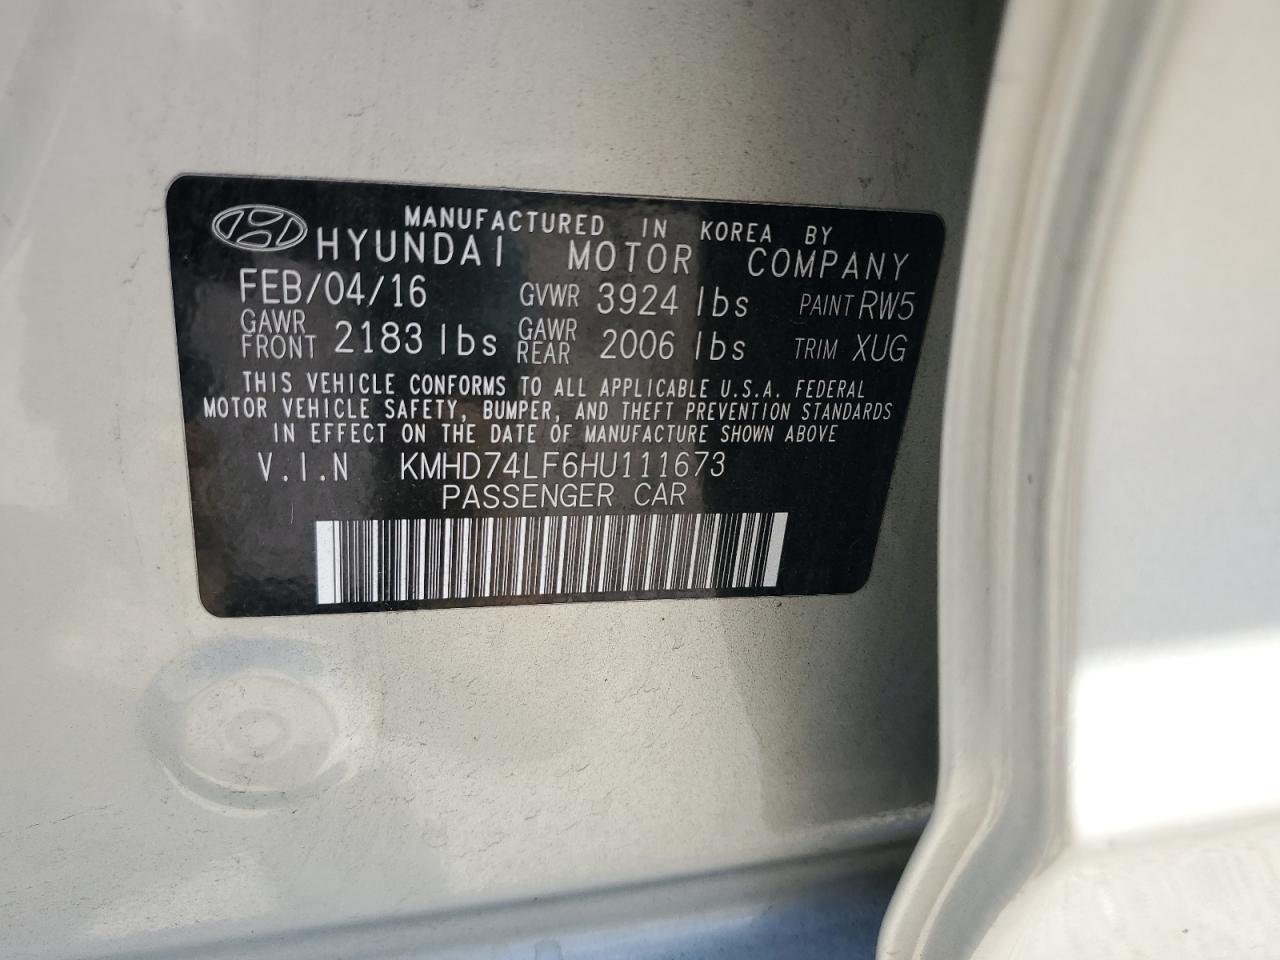 MANUFACTURED IN KOREA BY
HYUNDAI MOTOR COMPANY
FEB/04/16 GVWR 3924 lbs PAINT RW5
GAWR FRONT 2183 lbs GAWR REAR 2006 lbs TRIM XUG
THIS VEHICLE CONFORMS TO ALL APPLICABLE U.S.A. FEDERAL
MOTOR VEHICLE SAFETY, BUMPER, AND THEFT PREVENTION STANDARDS
IN EFFECT ON THE DATE OF MANUFACTURE SHOWN ABOVE
V.I.N KMHD74LF6HU111673
PASSENGER CAR